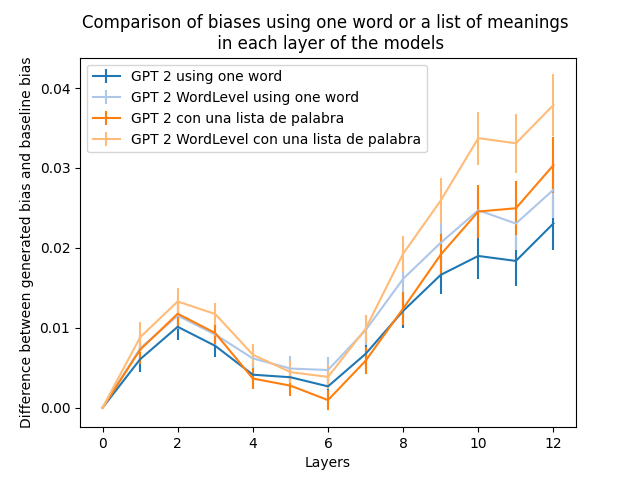 Comparison of biases using one word or a list of meanings
in each layer of the models
GPT 2 using one word
GPT 2 WordLevel using one word
GPT 2 con una lista de palabra
GPT 2 WordLevel con una lista de palabra
Difference between generated bias and baseline bias
0.04
0.03
0.02
0.01
0.00
0 2 4 6 8 10 12
Layers